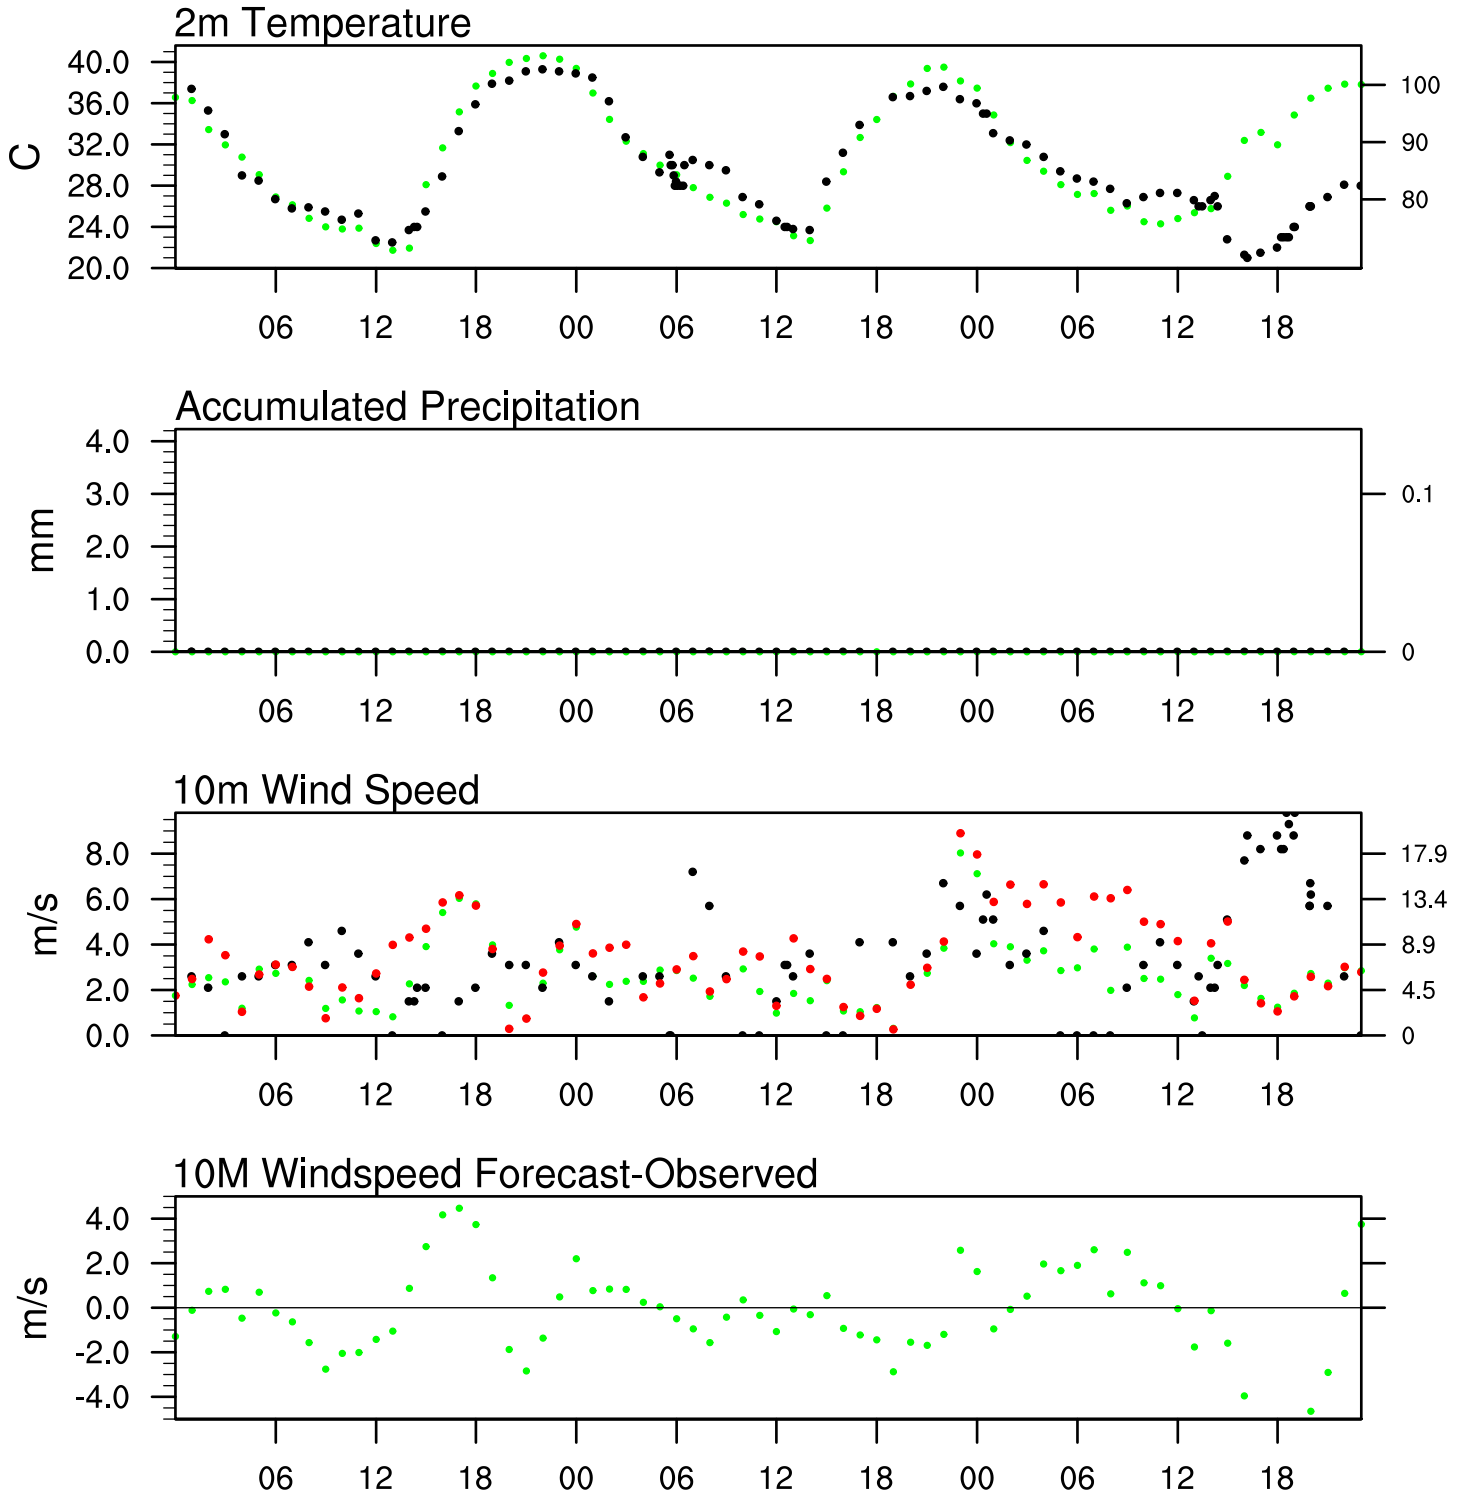 2m Temperature
40.0
36.0
32.0
28.0
24.0
20.0
C
100
90
80
06 12 18 00 06 12 18 00 06 12 18
Accumulated Precipitation
4.0
3.0
2.0
1.0
0.0
mm
0.1
0
06 12 18 00 06 12 18 00 06 12 18
10m Wind Speed
8.0
6.0
4.0
2.0
0.0
m/s
17.9
13.4
8.9
4.5
0
06 12 18 00 06 12 18 00 06 12 18
10M Windspeed Forecast-Observed
4.0
2.0
0.0
-2.0
-4.0
m/s
06 12 18 00 06 12 18 00 06 12 18